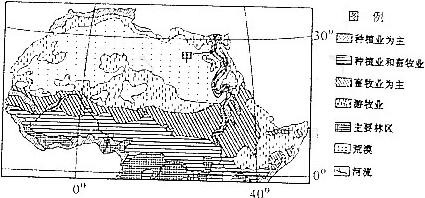 图 例
种植业为主
种植业和畜牧业
畜牧业为主
游牧业
主要林区
荒漠
河流
30°
0°
0°
40°
甲